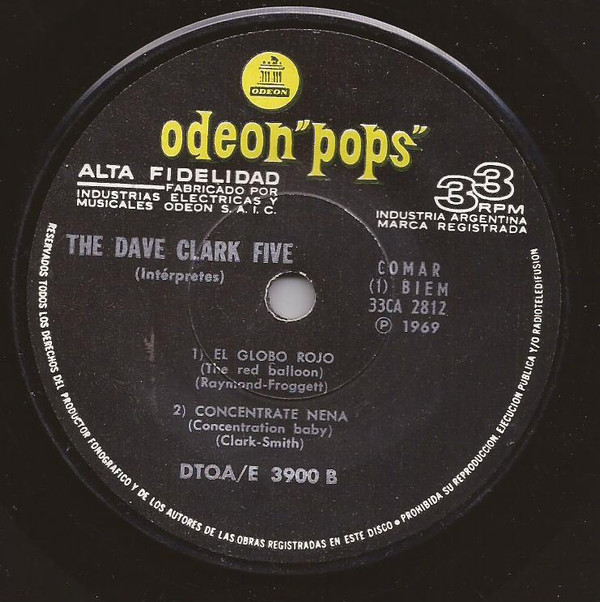 ODEON
odeon "pops"
ALTA FIDELIDAD
FABRICADO POR
INDUSTRIAS ELECTRICAS Y
MUSICALES ODEON S.A.I.C.
33
RPM
INDUSTRIA ARGENTINA
MARCA REGISTRADA
THE DAVE CLARK FIVE
(Intérpretes)
COMAR
(1) BIEM
33CA 2812
Ⓟ 1969
1) EL GLOBO ROJO
(The red balloon)
(Raymond-Froggett)
2) CONCENTRATE NENA
(Concentration baby)
(Clark-Smith)
DTOA/E 3900 B
RESERVADOS TODOS LOS DERECHOS DEL PRODUCTOR FONOGRAFICO Y DE LOS AUTORES DE LAS OBRAS REGISTRADAS EN ESTE DISCO • PROHIBIDA SU REPRODUCCION, EJECUCION PUBLICA Y/O RADIOTELEDIFUSION